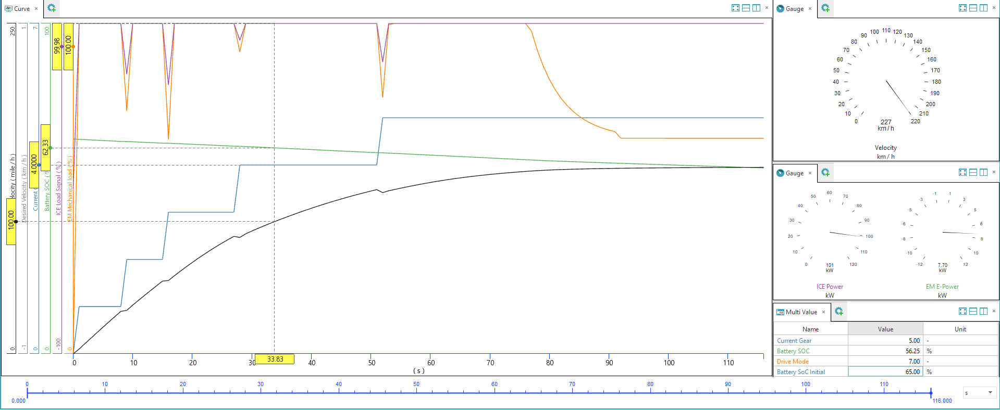 Curve ×
250.
1
7.
100.
99.98
100.00
62.33
4.0000
100.00
elocity ( mile / h )
Desired Velocity ( km / h )
Current (
Battery SOC ( %
ICE Load Signal ( % )
EM Mechanical load ( % )
0. -1. 0. 0. -100. 0
0 10 20 30 33.83 40 50 60 70 80 90 100 110
( s )
Gauge ×
0 10 20 30 40 50 60 70 80 90 100 110 120 130 140 150 160 170 180 190 200 210 220
227
km / h
Velocity
km / h
Gauge ×
0 10 20 30 40 50 60 70 80 90 100 110 120
101
kW
ICE Power
kW
-12 -10 -8 -6 -5 -3 -1 1 3 5 6 8 10 12
7.70
kW
EM E-Power
kW
Multi Value ×
Name Value Unit
Current Gear 5.00 -
Battery SOC 56.25 %
Drive Mode 7.00 -
Battery SoC Initial 65.00 %
0 10 20 30 40 50 60 70 80 90 100 110
0.000 116.000
s